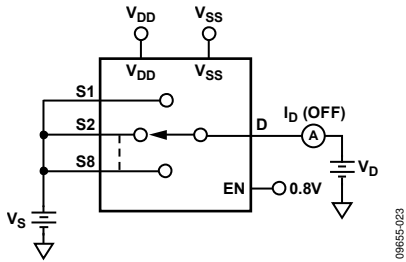 VDD VSS
VDD VSS
S1
ID (OFF)
S2 D
A
S8
VD
EN 0.8V
VS
09655-023